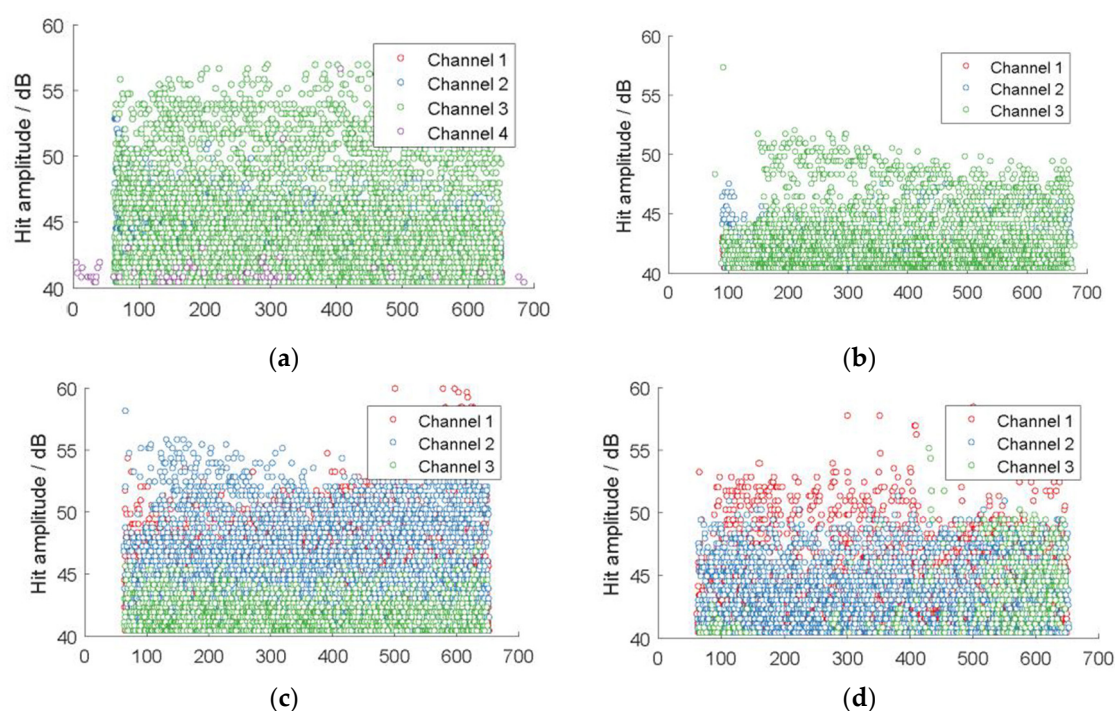 60
55
50
45
40
Hit amplitude / dB
0 100 200 300 400 500 600 700
Channel 1
Channel 2
Channel 3
Channel 4
(a)
60
55
50
45
40
Hit amplitude / dB
0 100 200 300 400 500 600 700
Channel 1
Channel 2
Channel 3
(b)
60
55
50
45
40
Hit amplitude / dB
0 100 200 300 400 500 600 700
Channel 1
Channel 2
Channel 3
(c)
60
55
50
45
40
Hit amplitude / dB
0 100 200 300 400 500 600 700
Channel 1
Channel 2
Channel 3
(d)